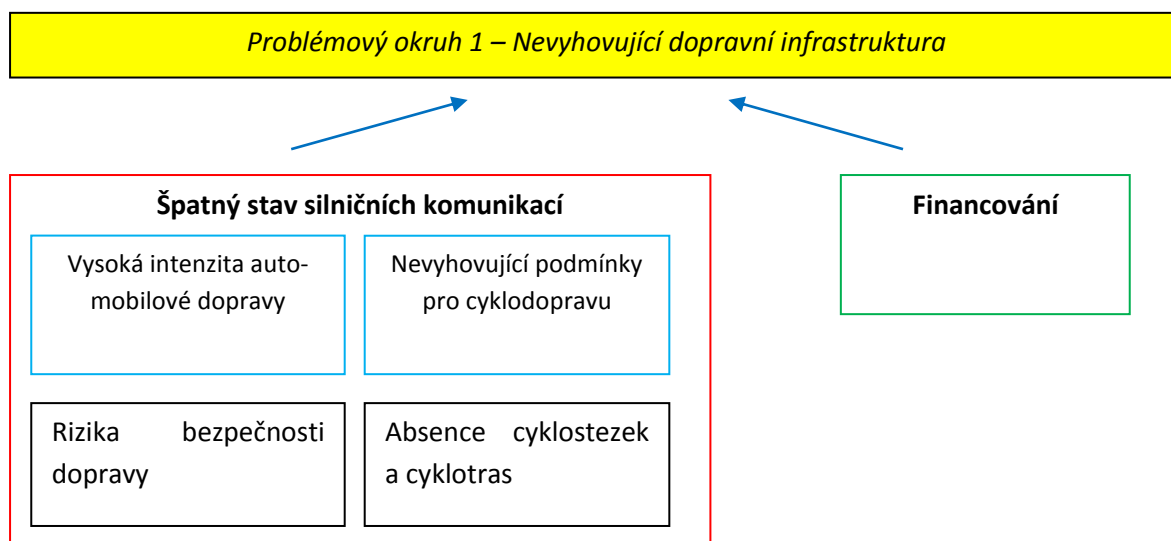 Problémový okruh 1 – Nevyhovující dopravní infrastruktura
Špatný stav silničních komunikací
Vysoká intenzita auto-
mobilové dopravy
Nevyhovující podmínky
pro cyklodopravu
Rizika bezpečnosti
dopravy
Absence cyklostezek
a cyklotras
Financování